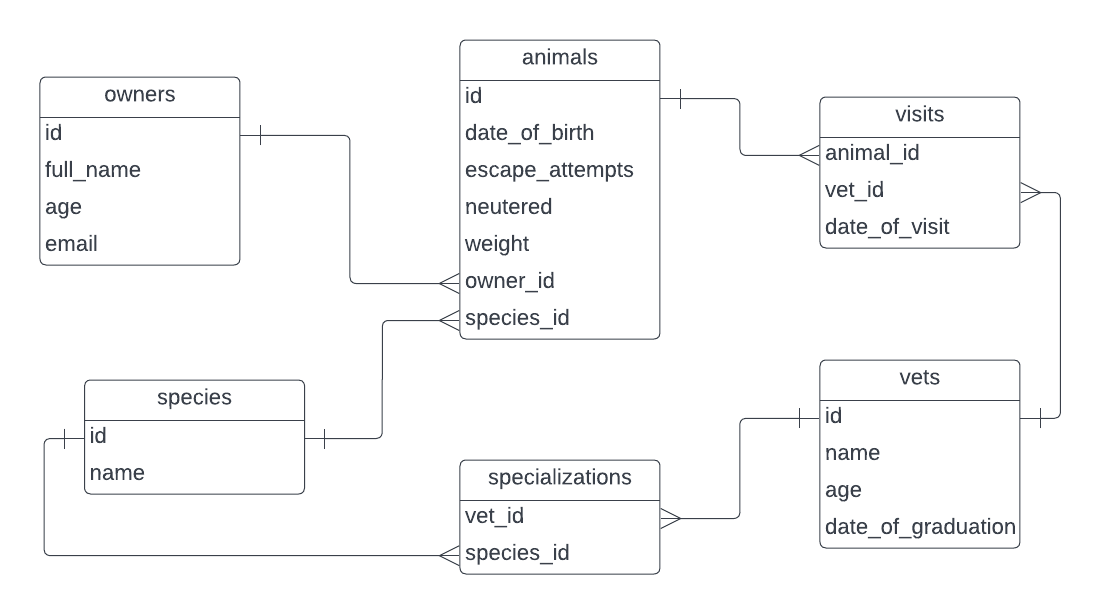 owners
id
full_name
age
email
animals
id
date_of_birth
escape_attempts
neutered
weight
owner_id
species_id
visits
animal_id
vet_id
date_of_visit
species
id
name
specializations
vet_id
species_id
vets
id
name
age
date_of_graduation